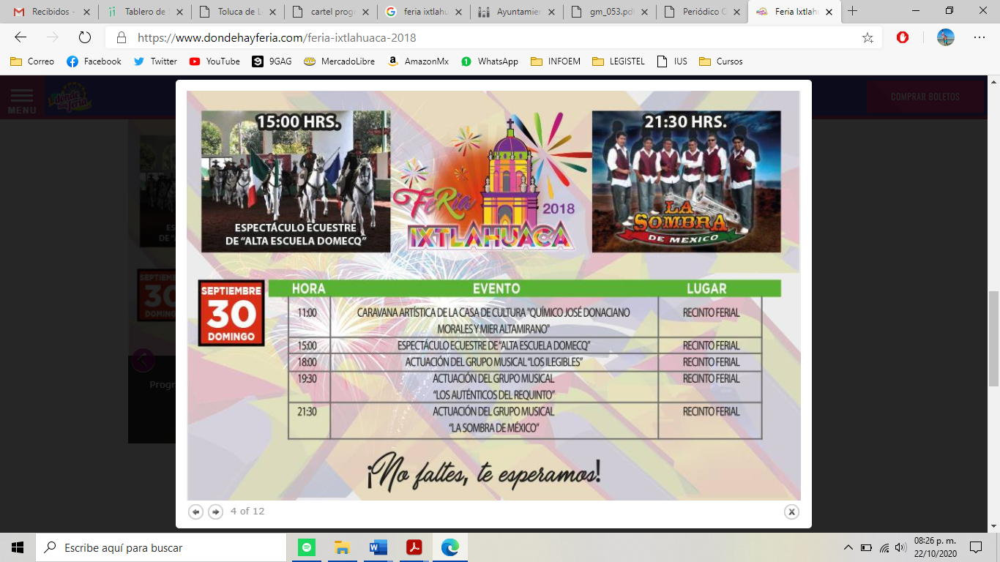 Recibidos -
Tablero de
Toluca de L
cartel progr
feria ixtlahu
Ayuntamie
gm_053.pdf
Periódico O
Feria Ixtlah
https://www.dondehayferia.com/feria-ixtlahuaca-2018
Correo
Facebook
Twitter
YouTube
9GAG
MercadoLibre
AmazonMx
WhatsApp
INFOEM
LEGISTEL
IUS
Cursos
MENU
dónde hay feria
COMPRAR BOLETOS
15:00 HRS.
ESPECTÁCULO ECUESTRE
DE “ALTA ESCUELA DOMECQ”
FeRia
2018
IXTLAHUACA
21:30 HRS.
LA
SOMBRA
DE MEXICO
SEPTIEMBRE
30
DOMINGO
HORA EVENTO LUGAR
11:00 CARAVANA ARTÍSTICA DE LA CASA DE CULTURA "QUÍMICO JOSÉ DONACIANO RECINTO FERIAL
MORALES Y MIER ALTAMIRANO"
15:00 ESPECTÁCULO ECUESTRE DE “ALTA ESCUELA DOMECQ” RECINTO FERIAL
18:00 ACTUACIÓN DEL GRUPO MUSICAL “LOS ILEGIBLES” RECINTO FERIAL
19:30 ACTUACIÓN DEL GRUPO MUSICAL RECINTO FERIAL
“LOS AUTÉNTICOS DEL REQUINTO”
21:30 ACTUACIÓN DEL GRUPO MUSICAL RECINTO FERIAL
“LA SOMBRA DE MÉXICO”
¡No faltes, te esperamos!
Progr
4 of 12
Escribe aquí para buscar
08:26 p. m.
22/10/2020